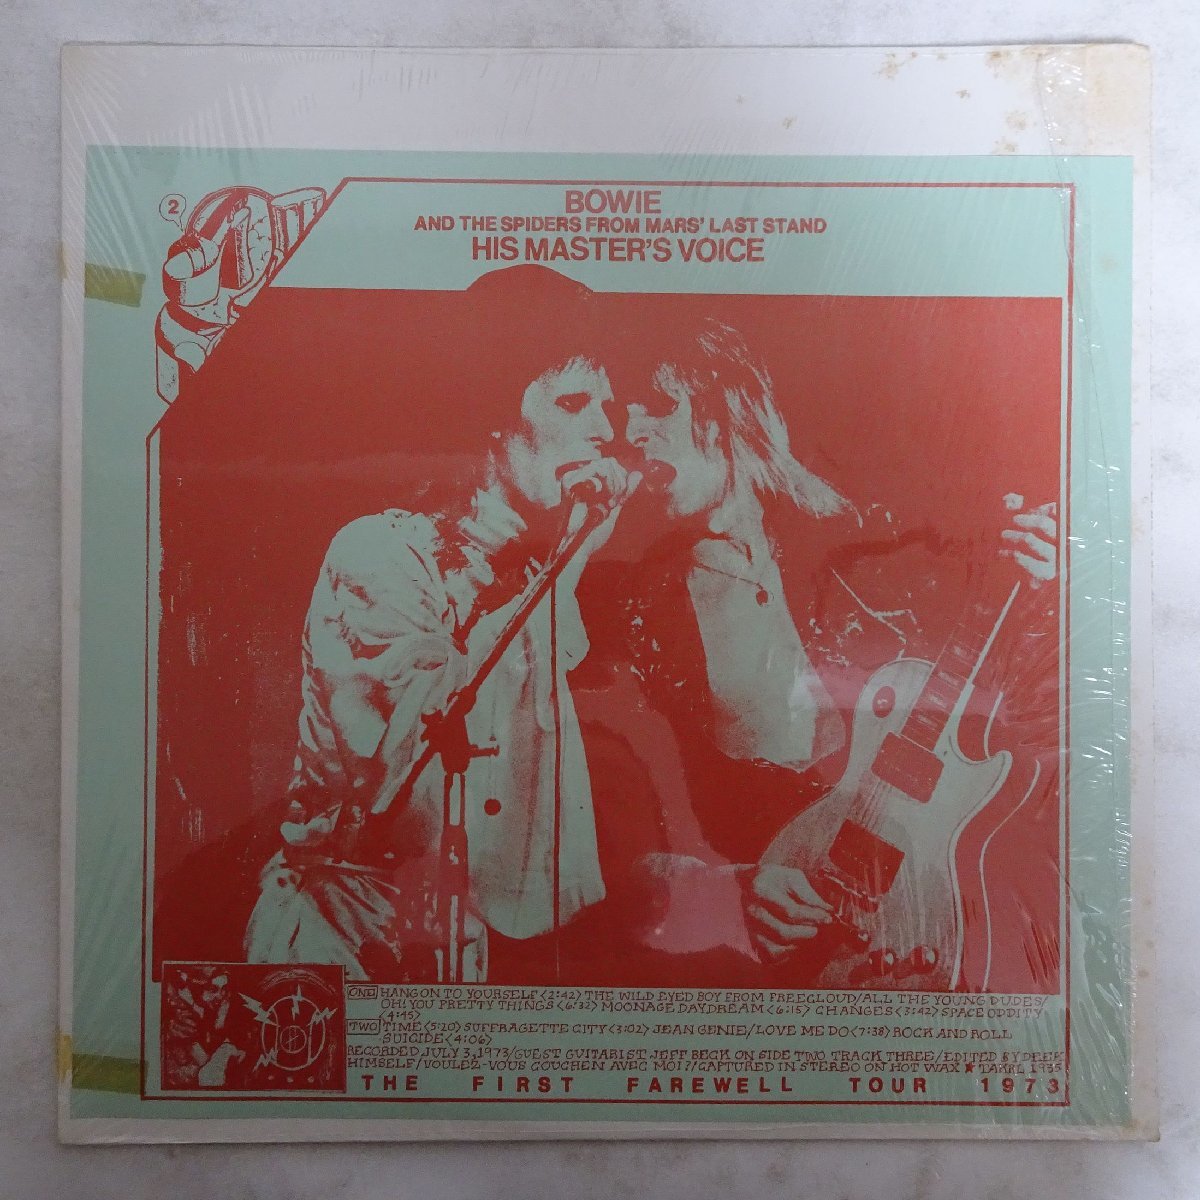 2
BOWIE
AND THE SPIDERS FROM MARS' LAST STAND
HIS MASTER'S VOICE
ONE HANG ON TO YOURSELF <2:42> THE WILD EYED BOY FROM FREECLOUD/ALL THE YOUNG DUDES/
OH! YOU PRETTY THINGS <6:32> MOONAGE DAYDREAM <6:15> CHANGES <3:42> SPACE ODDITY
<4:45>
TWO TIME <5:20> SUFFRAGETTE CITY <3:02> JEAN GENIE/LOVE ME DO <7:38> ROCK AND ROLL
SUICIDE <4:06>
RECORDED JULY 3, 1973/GUEST GUITARIST JEFF BECK ON SIDE TWO TRACK THREE/EDITED BY DEEK
HIMSELF/VOULEZ-VOUS COUCHEN AVEC MOI?/CAPTURED IN STEREO ON HOT WAX ★ TAKRL 1935
THE FIRST FAREWELL TOUR 1973